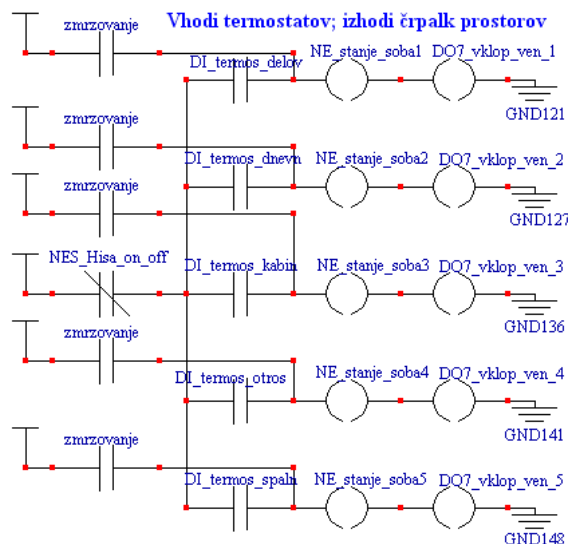 zmrzovanje Vhodi termostatov; izhodi črpalk prostorov
DI_termos_delov NE_stanje_soba1 DO7_vklop_ven_1
GND121
zmrzovanje
DI_termos_dnevn NE_stanje_soba2 DO7_vklop_ven_2
zmrzovanje
GND127
NES_Hisa_on_off DI_termos_kabin NE_stanje_soba3 DO7_vklop_ven_3
GND136
zmrzovanje
DI_termos_otros NE_stanje_soba4 DO7_vklop_ven_4
GND141
zmrzovanje
DI_termos_spaln NE_stanje_soba5 DO7_vklop_ven_5
GND148